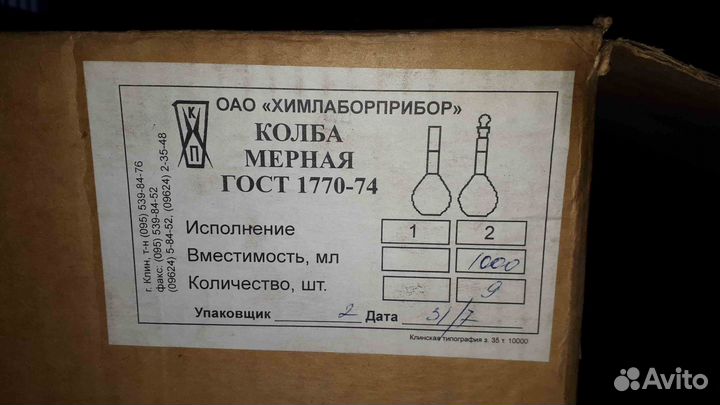 ОАО «ХИМЛАБОРПРИБОР»
К
Х
П
КОЛБА
МЕРНАЯ
ГОСТ 1770-74
г. Клин, т-н (095) 539-84-76
факс: (095) 539-84-52
(09624) 5-84-52, (09624) 2-35-48
Исполнение 1 2
Вместимость, мл 1000
Количество, шт. 9
Упаковщик 2 Дата 3/7
Клинская типография з. 35 т. 10000
Avito